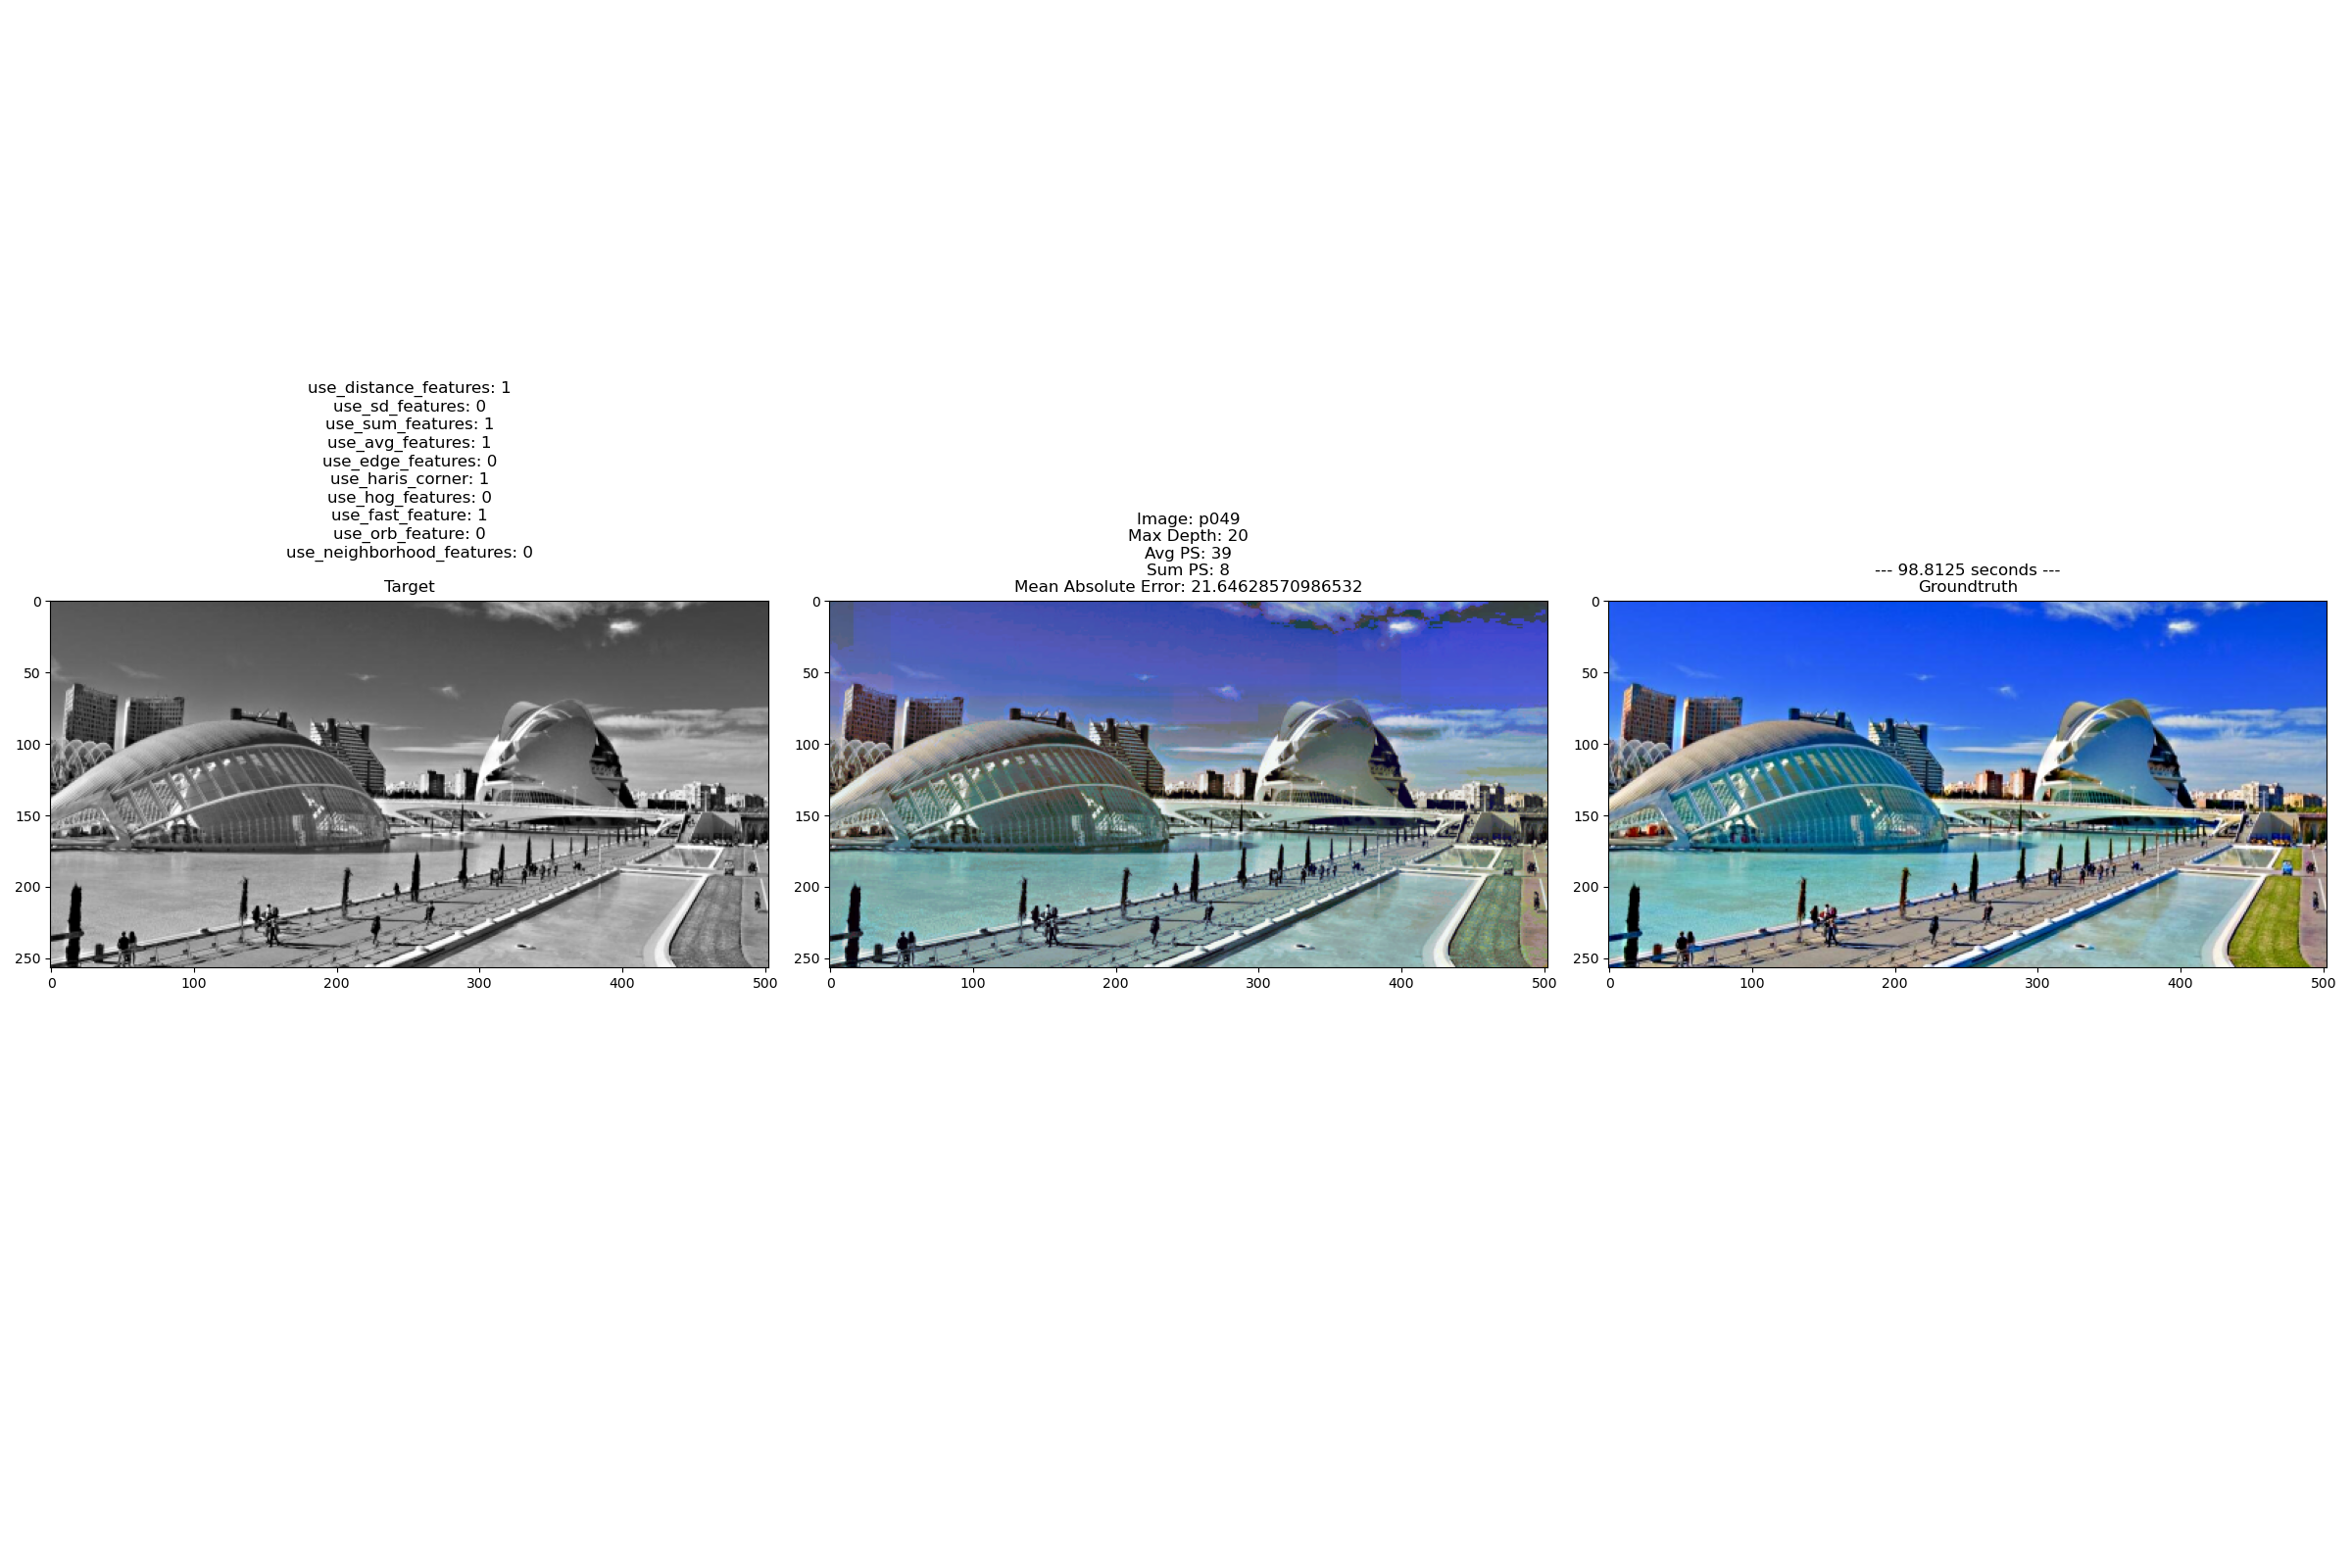 use_distance_features: 1
use_sd_features: 0
use_sum_features: 1
use_avg_features: 1
use_edge_features: 0
use_haris_corner: 1
use_hog_features: 0
use_fast_feature: 1
use_orb_feature: 0
use_neighborhood_features: 0
Target
0
50
100
150
200
250
0 100 200 300 400 500
Image: p049
Max Depth: 20
Avg PS: 39
Sum PS: 8
Mean Absolute Error: 21.64628570986532
0
50
100
150
200
250
0 100 200 300 400 500
--- 98.8125 seconds ---
Groundtruth
0
50
100
150
200
250
0 100 200 300 400 500